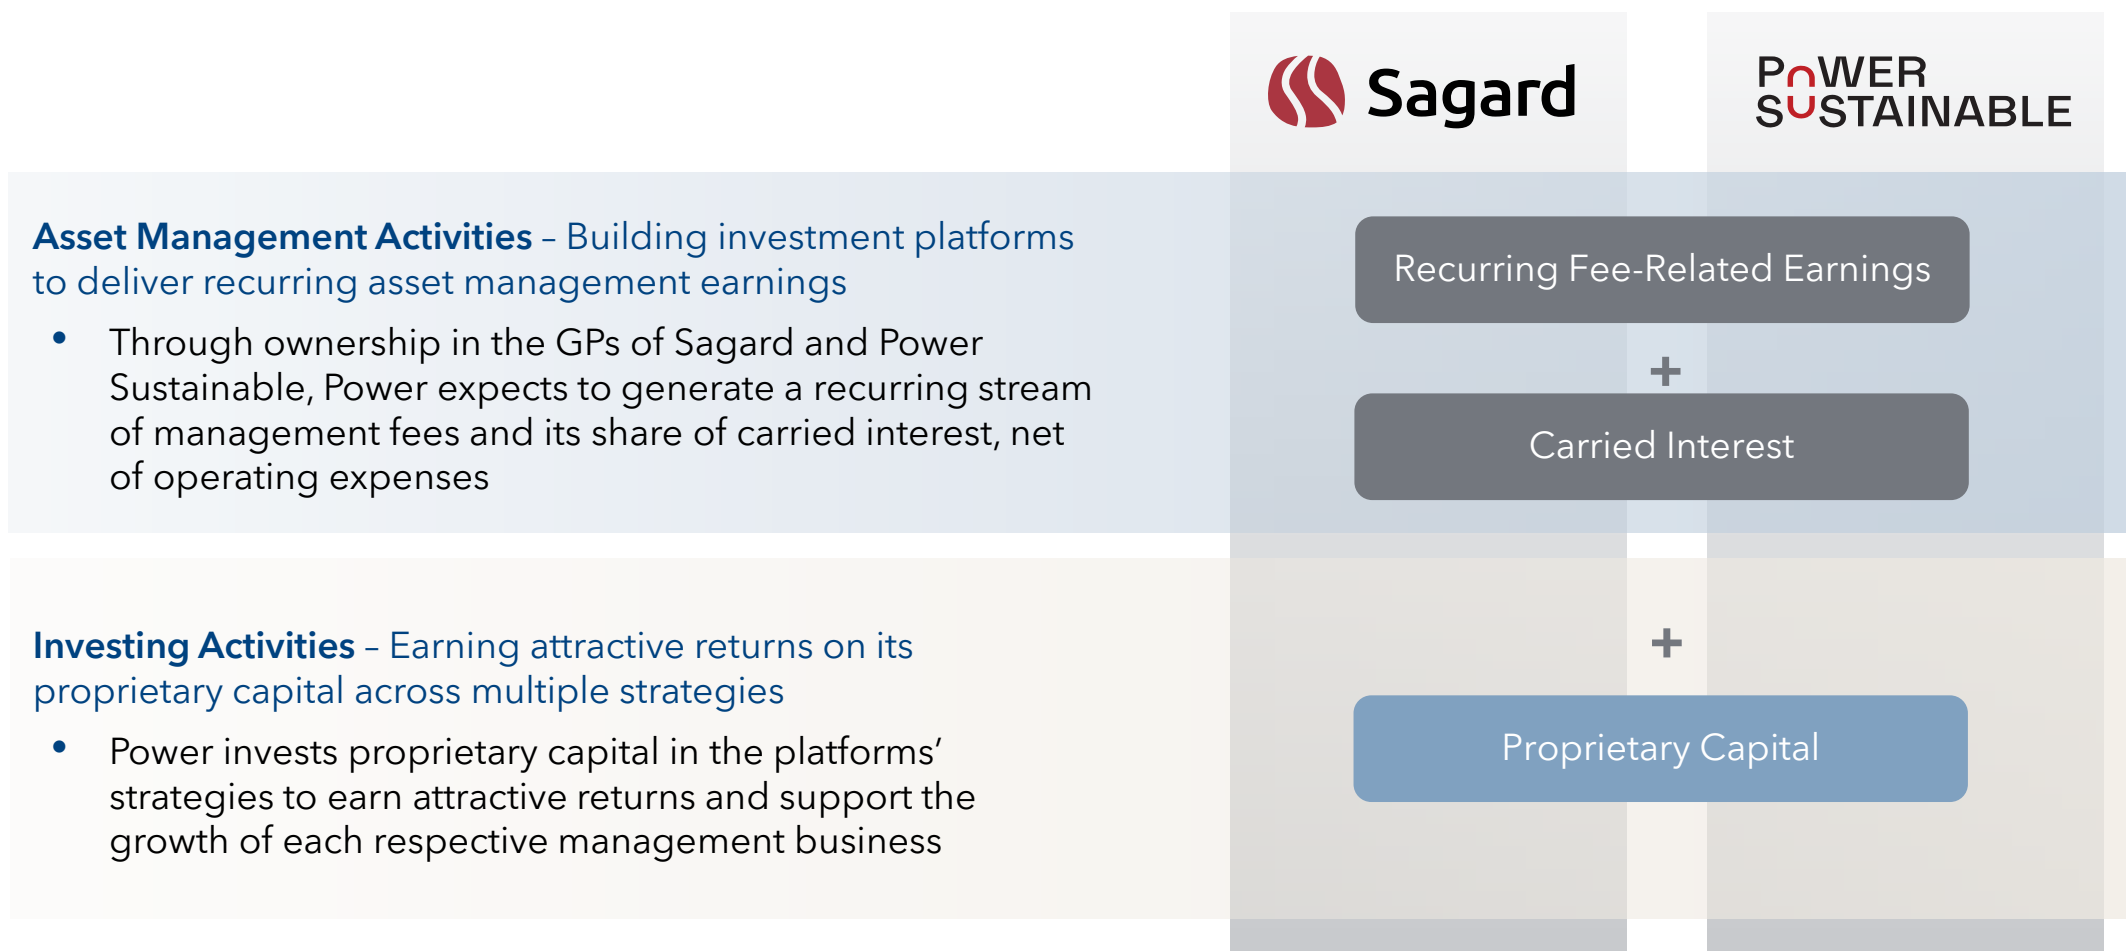 Sagard
POWER
SUSTAINABLE
Asset Management Activities – Building investment platforms
to deliver recurring asset management earnings
• Through ownership in the GPs of Sagard and Power
Sustainable, Power expects to generate a recurring stream
of management fees and its share of carried interest, net
of operating expenses
Recurring Fee-Related Earnings
+
Carried Interest
Investing Activities – Earning attractive returns on its
proprietary capital across multiple strategies
• Power invests proprietary capital in the platforms’
strategies to earn attractive returns and support the
growth of each respective management business
+
Proprietary Capital